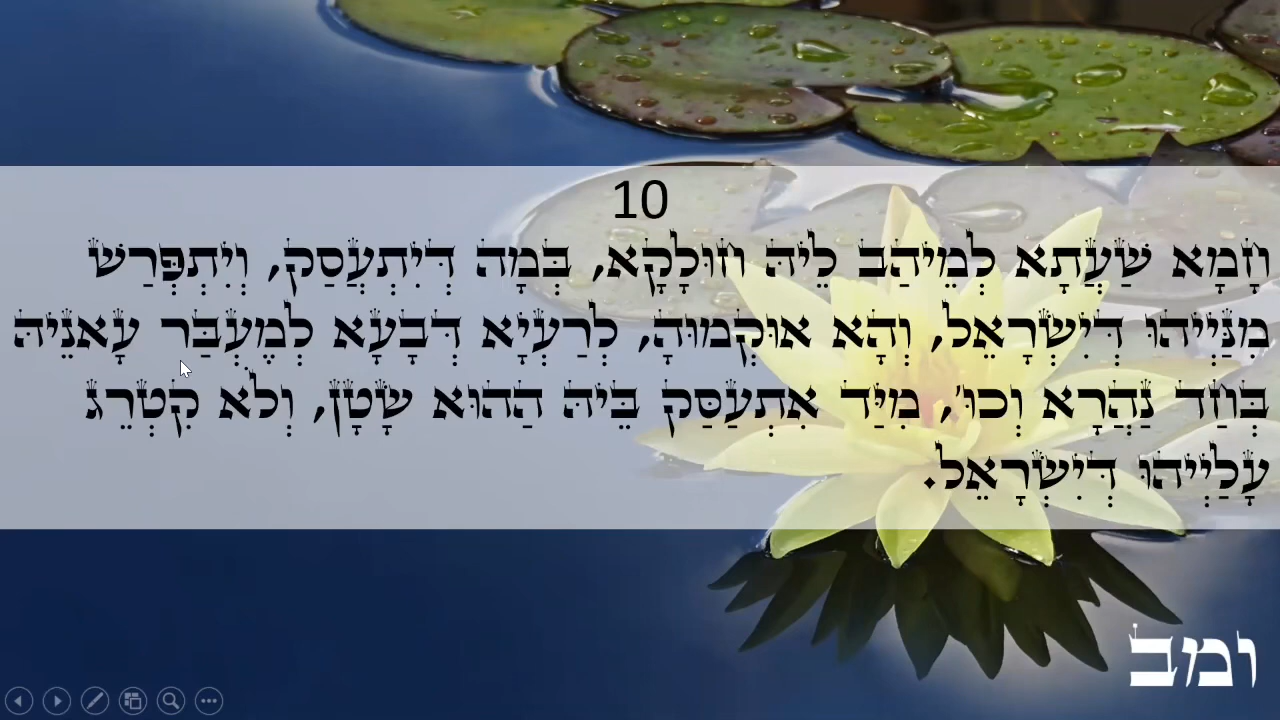 10
וְחָמָא שַׁעֲתָא לְמֵיהַב לֵיהּ חוּלָקָא, בְּמָה דְּיִתְעֲסַק, וְיִתְפְּרַשׁ
מִנַּיְיהוּ דְּיִשְׂרָאֵל, וְהָא אוּקְמוּהָ, לְרַעְיָא דְּבָעָא לְמֶעְבַּר עָאנֵיהּ
בְּחַד נַהֲרָא וְכוּ', מִיַּד אִתְעַסַּק בֵּיהּ הַהוּא שָׂטָן, וְלֹא קִטְרֵג
עָלַיְיהוּ דְּיִשְׂרָאֵל.
ומב